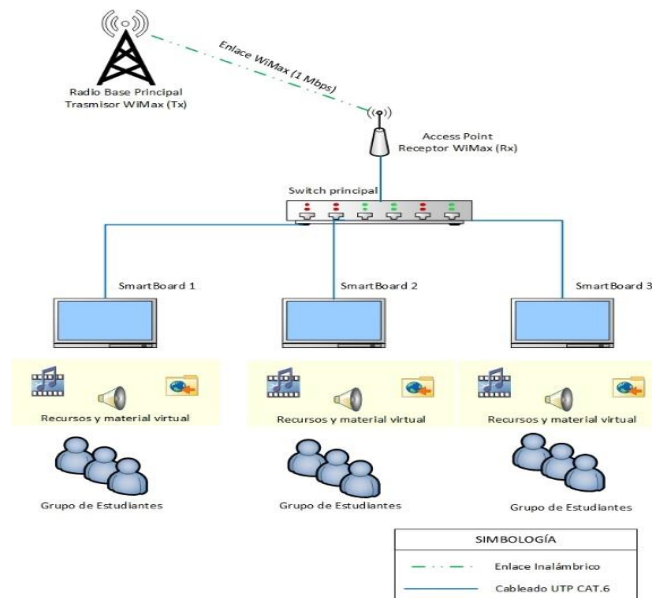 Enlace WiMax (1 Mbps)
Radio Base Principal
Trasmisor WiMax (Tx)
Access Point
Receptor WiMax (Rx)
Switch principal
SmartBoard 1
SmartBoard 2
SmartBoard 3
Recursos y material virtual
Recursos y material virtual
Recursos y material virtual
Grupo de Estudiantes
Grupo de Estudiantes
Grupo de Estudiantes
SIMBOLOGÍA
Enlace Inalámbrico
Cableado UTP CAT.6